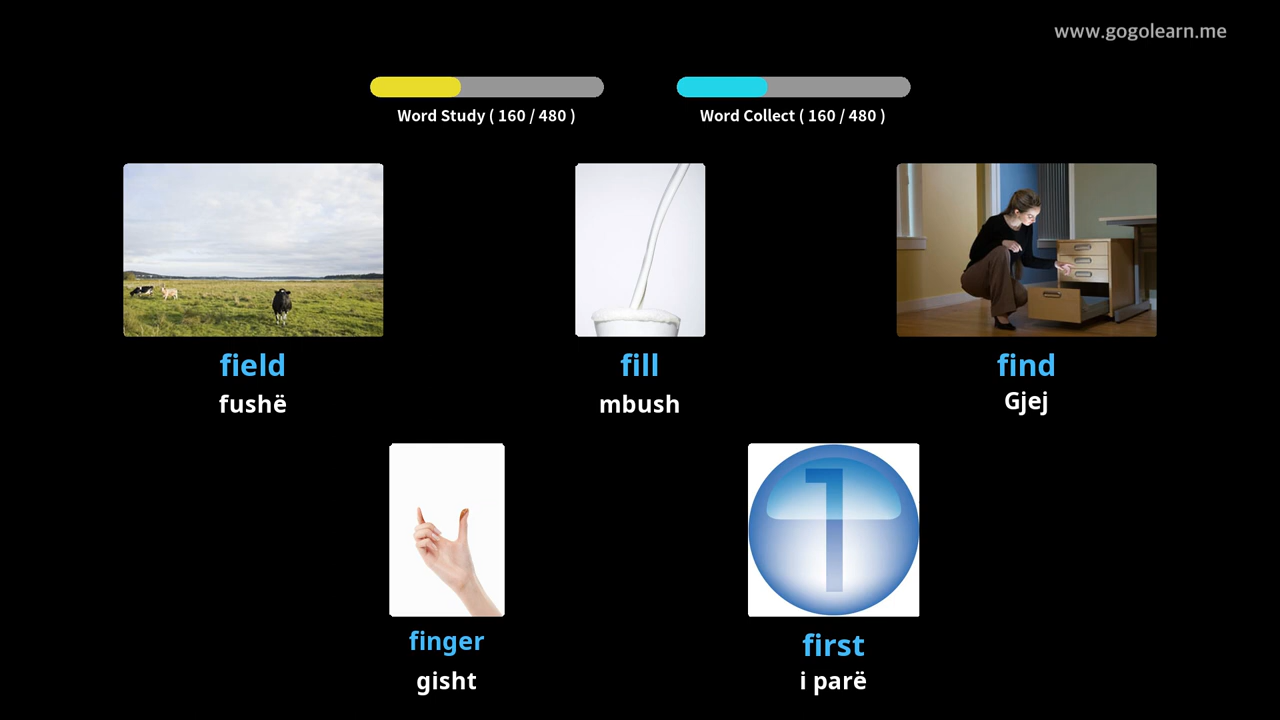 www.gogolearn.me
Word Study ( 160 / 480 )
Word Collect ( 160 / 480 )
field
fushë
fill
mbush
find
Gjej
finger
gisht
1
first
i parë